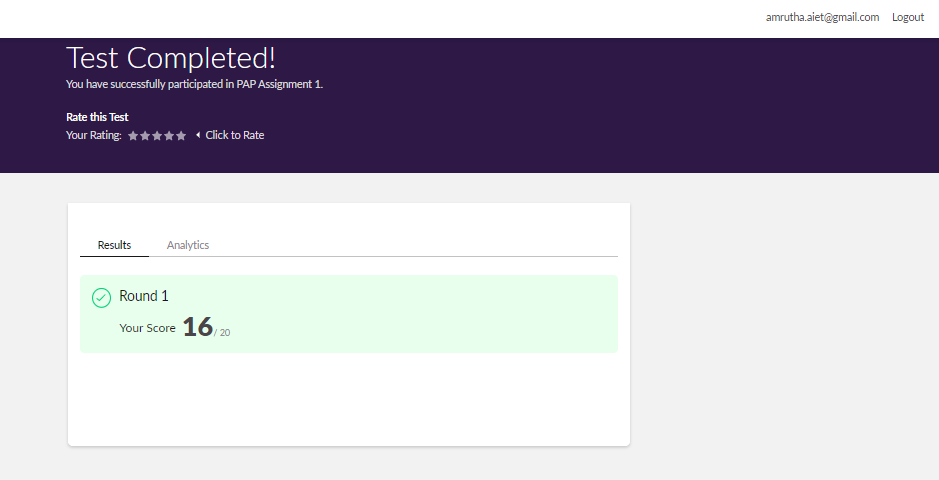 amrutha.aiet@gmail.com Logout
Test Completed!
You have successfully participated in PAP Assignment 1.
Rate this Test
Your Rating: Click to Rate
Results Analytics
Round 1
Your Score 16 / 20